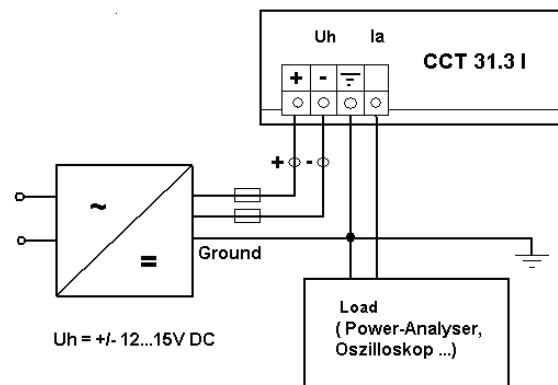 Uh Ia
CCT 31.3 I
+ -
+ -
~
=
Ground
Uh = +/- 12...15V DC
Load
( Power-Analyser,
Oszilloskop ...)